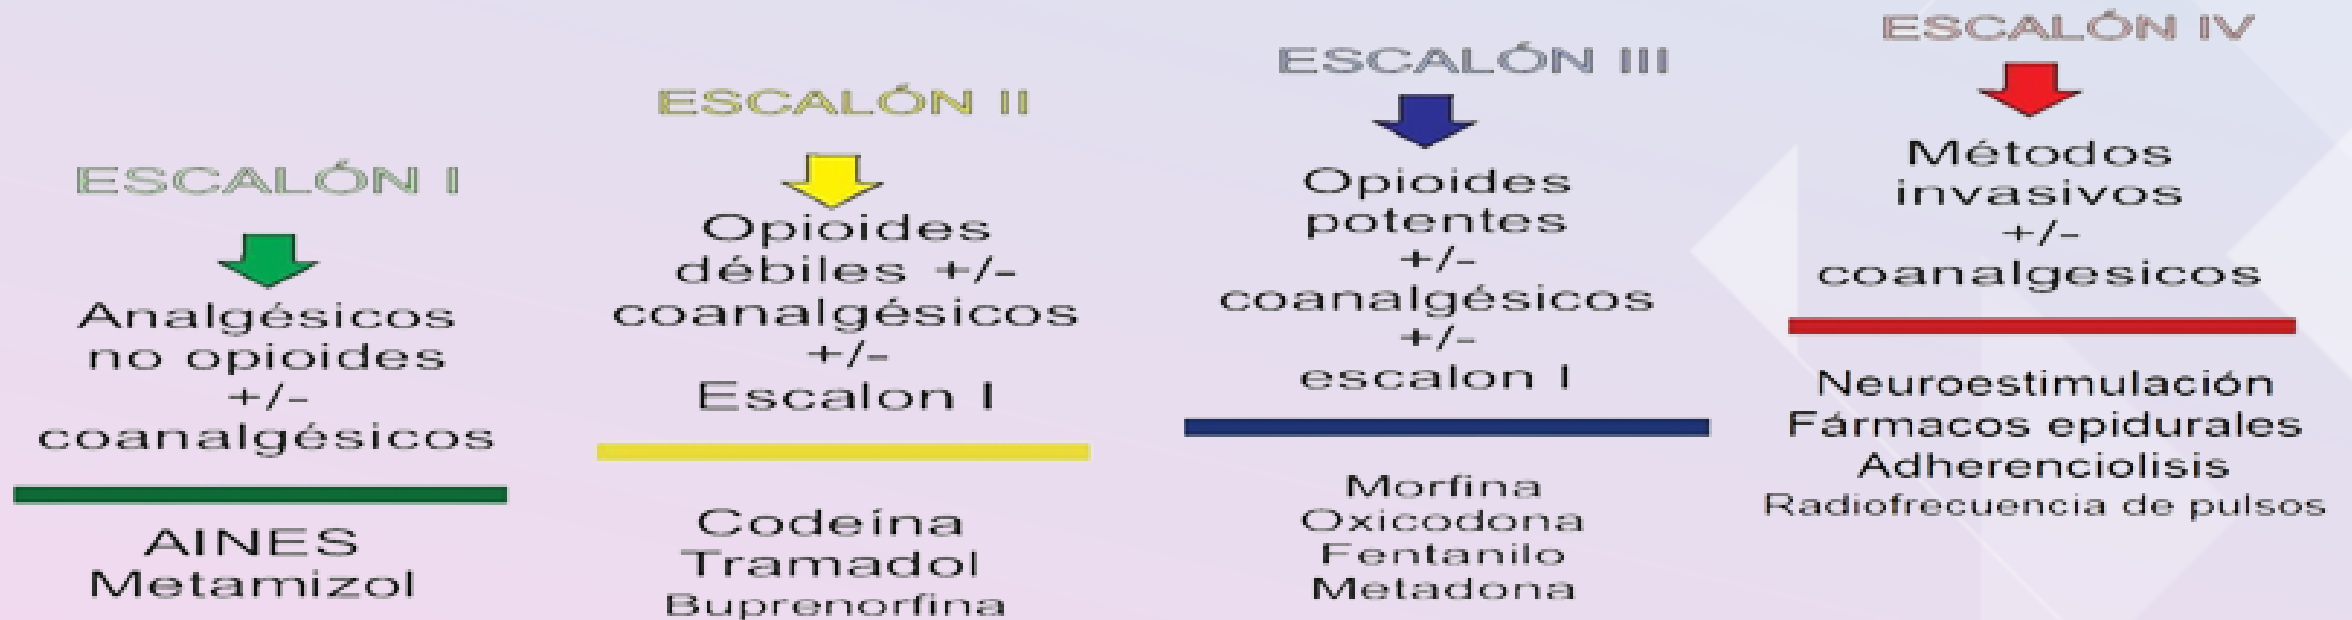 ESCALÓN I
Analgésicos
no opioides
+/-
coanalgésicos
AINES
Metamizol
ESCALÓN II
Opioides
débiles +/-
coanalgésicos
+/-
Escalon I
Codeína
Tramadol
Buprenorfina
ESCALÓN III
Opioides
potentes
+/-
coanalgésicos
+/-
escalon I
Morfina
Oxicodona
Fentanilo
Metadona
ESCALÓN IV
Métodos
invasivos
+/-
coanalgesicos
Neuroestimulación
Fármacos epidurales
Adherenciolisis
Radiofrecuencia de pulsos